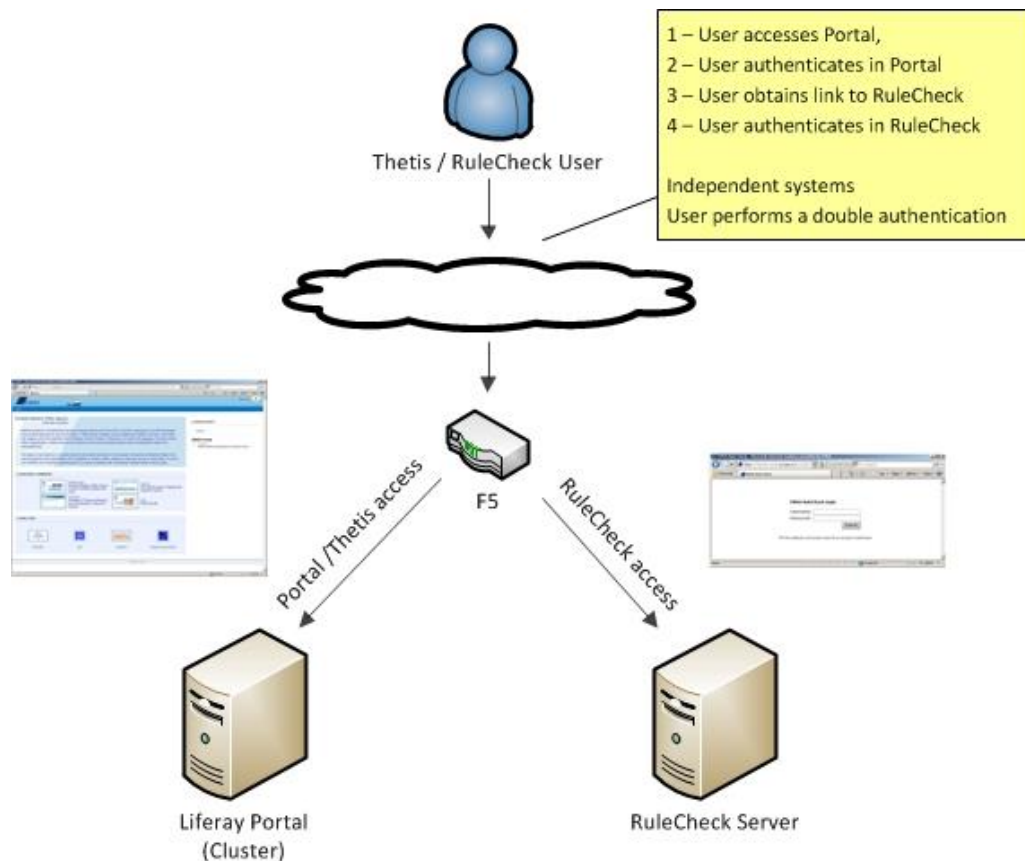 1 – User accesses Portal,
2 – User authenticates in Portal
3 – User obtains link to RuleCheck
4 – User authenticates in RuleCheck
Independent systems
User performs a double authentication
Thetis / RuleCheck User
F5
Portal /Thetis access
RuleCheck access
Liferay Portal
(Cluster)
RuleCheck Server